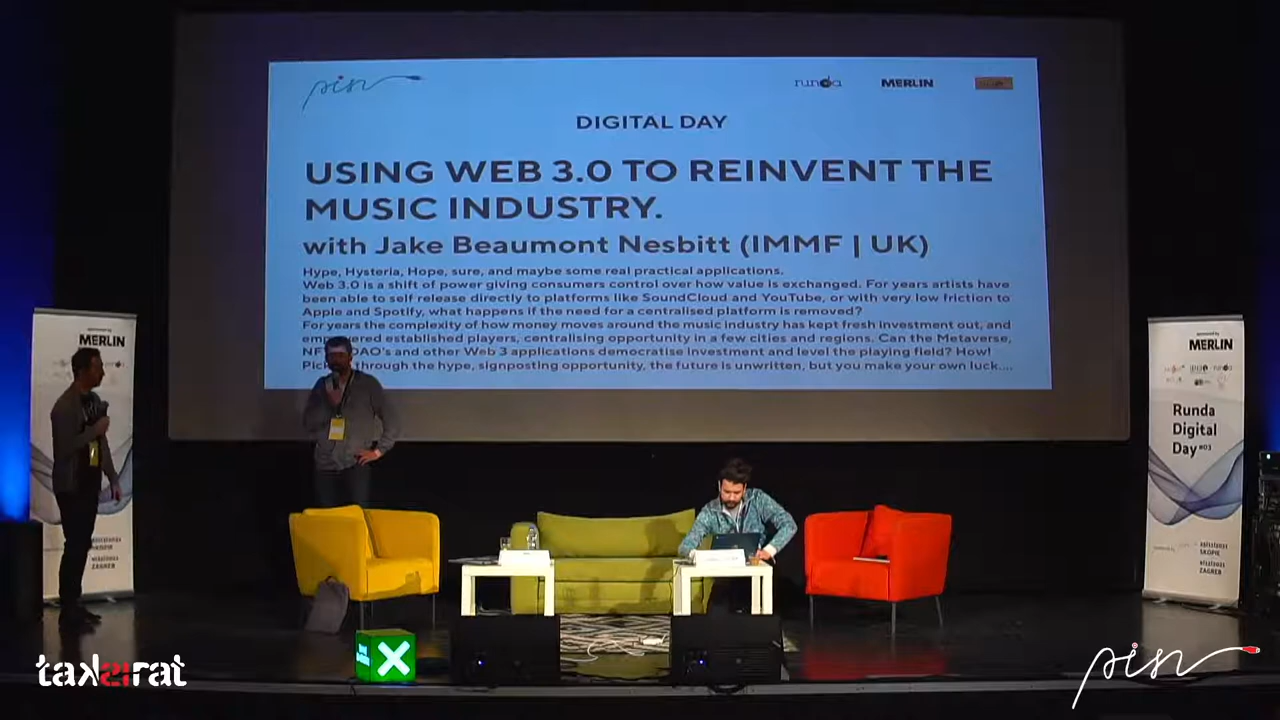 pin
runda MERLIN
DIGITAL DAY
USING WEB 3.0 TO REINVENT THE
MUSIC INDUSTRY.
with Jake Beaumont Nesbitt (IMMF | UK)
Hype, Hysteria, Hope, sure, and maybe some real practical applications.
Web 3.0 is a shift of power giving consumers control over how value is exchanged. For years artists have
been able to self release directly to platforms like SoundCloud and YouTube, or with very low friction to
Apple and Spotify, what happens if the need for a centralised platform is removed?
For years the complexity of how money moves around the music industry has kept fresh investment out, and
established players, centralising opportunity in a few cities and regions. Can the Metaverse,
DAO's and other Web 3 applications democratise investment and level the playing field? How!
through the hype, signposting opportunity, the future is unwritten, but you make your own luck....
MERLIN
SKOPJE
ZAGREB
MERLIN
Runda
Digital
Day #03
SKOPJE
ZAGREB
X
taksirat
pin